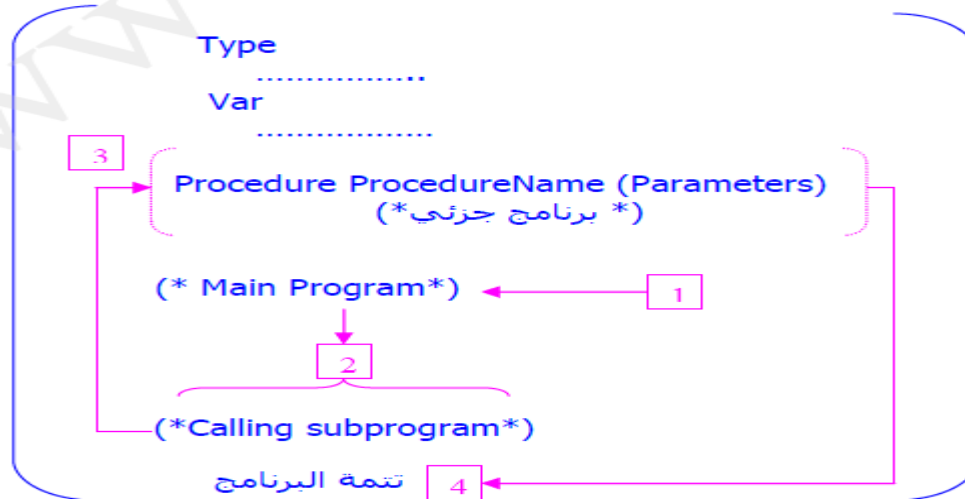 Type
..................
Var
..................
3
Procedure ProcedureName (Parameters)
(* برنامج جزئي*)
(* Main Program*)
1
2
(*Calling subprogram*)
تتمة البرنامج
4